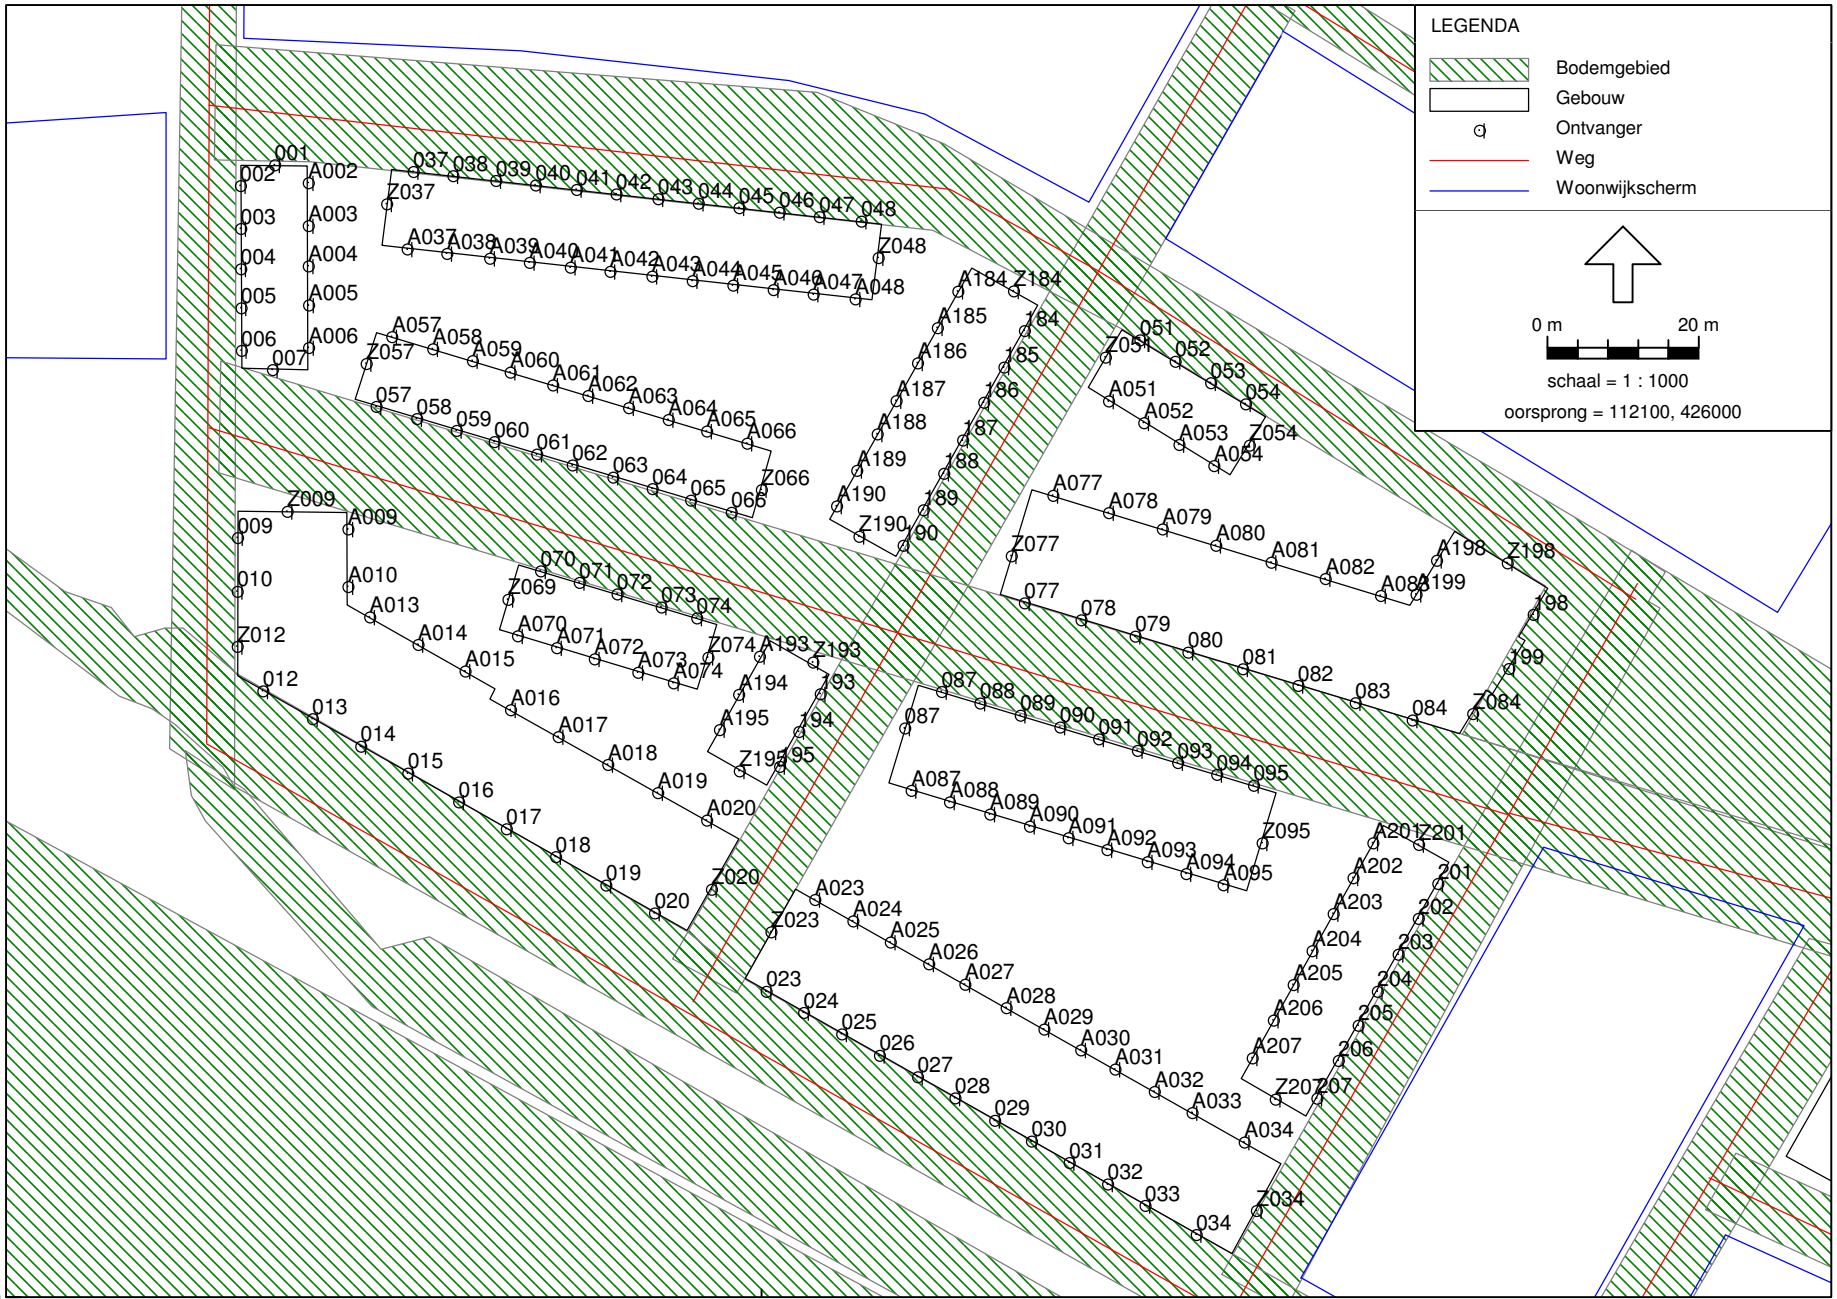 LEGENDA
Bodemgebied
Gebouw
Ontvanger
Weg
Woonwijkscherm
0 m
20 m
schaal = 1 : 1000
oorsprong = 112100, 426000
001
002
A002
003
A003
004
A004
005
A005
006
A006
007
037
038
039
040
041
042
043
044
045
046
047
048
Z037
Z048
A037
A038
A039
A040
A041
A042
A043
A044
A045
A046
A047
A048
A057
A058
A059
A060
A061
A062
A063
A064
A065
A066
Z057
Z066
057
058
059
060
061
062
063
064
065
066
A184
Z184
184
A185
185
A186
186
A187
187
A188
188
A189
189
A190
190
Z190
051
052
053
054
Z051
Z054
A051
A052
A053
A054
A077
A078
A079
A080
A081
A082
A083
Z077
077
078
079
080
081
082
083
084
Z084
A198
Z198
A199
198
199
Z009
009
A009
010
A010
Z012
012
013
014
015
016
017
018
019
020
A013
A014
A015
A016
A017
A018
A019
A020
Z020
070
071
072
073
074
Z069
Z074
A070
A071
A072
A073
A074
A193
Z193
193
A194
194
A195
195
Z195
087
088
089
090
091
092
093
094
095
087
Z095
A087
A088
A089
A090
A091
A092
A093
A094
A095
A201
Z201
201
A202
202
A203
203
A204
204
A205
205
A206
206
A207
207
Z207
A023
A024
A025
A026
A027
A028
A029
A030
A031
A032
A033
A034
Z023
Z034
023
024
025
026
027
028
029
030
031
032
033
034